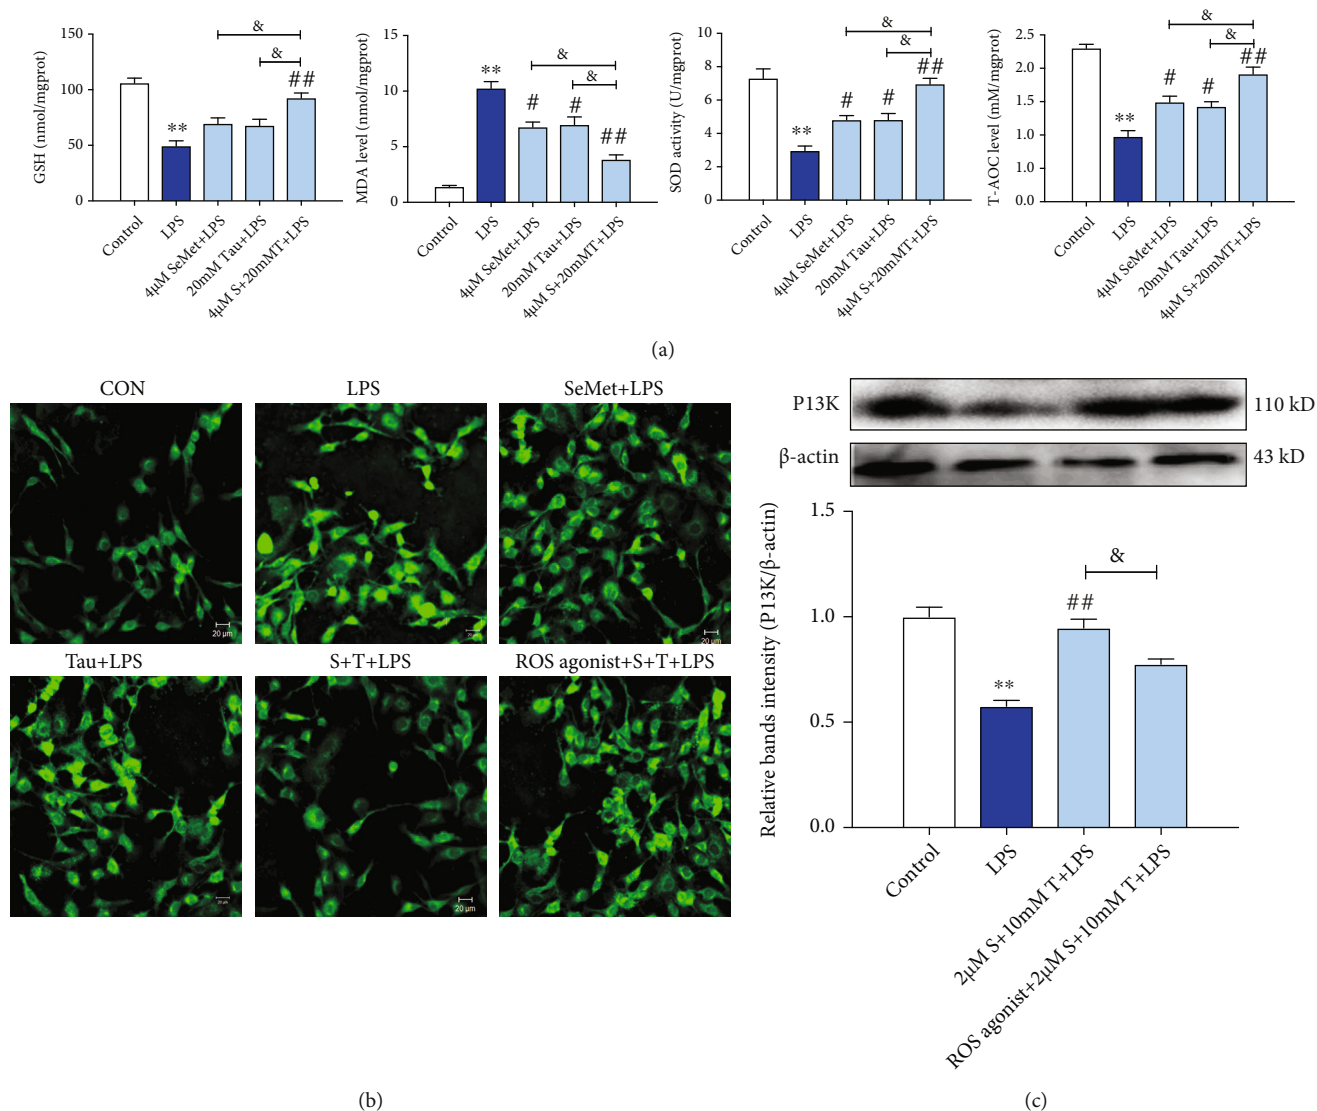 GSH (nmol/mgprot)
150
100
50
0
**
##
&
&
Control
LPS
4μM SeMet+LPS
20mM Tau+LPS
4μM S+20mMT+LPS
MDA level (nmol/mgprot)
15
10
5
0
**
#
#
##
&
&
Control
LPS
4μM SeMet+LPS
20mM Tau+LPS
4μM S+20mMT+LPS
SOD activity (U/mgprot)
10
8
6
4
2
0
**
#
#
##
&
&
Control
LPS
4μM SeMet+LPS
20mM Tau+LPS
4μM S+20mMT+LPS
T-AOC level (mM/mgprot)
2.5
2.0
1.5
1.0
1.0
0.0
**
#
#
##
&
&
Control
LPS
4μM SeMet+LPS
20mM Tau+LPS
4μM S+20mMT+LPS
(a)
CON
LPS
SeMet+LPS
20 μm
20 μm
20 μm
Tau+LPS
S+T+LPS
ROS agonist+S+T+LPS
20 μm
20 μm
20 μm
(b)
P13K
110 kD
β-actin
43 kD
Relative bands intensity (P13K/β-actin)
1.5
1.0
0.5
0.0
**
##
&
Control
LPS
2μM S+10mM T+LPS
ROS agonist+2μM S+10mM T+LPS
(c)